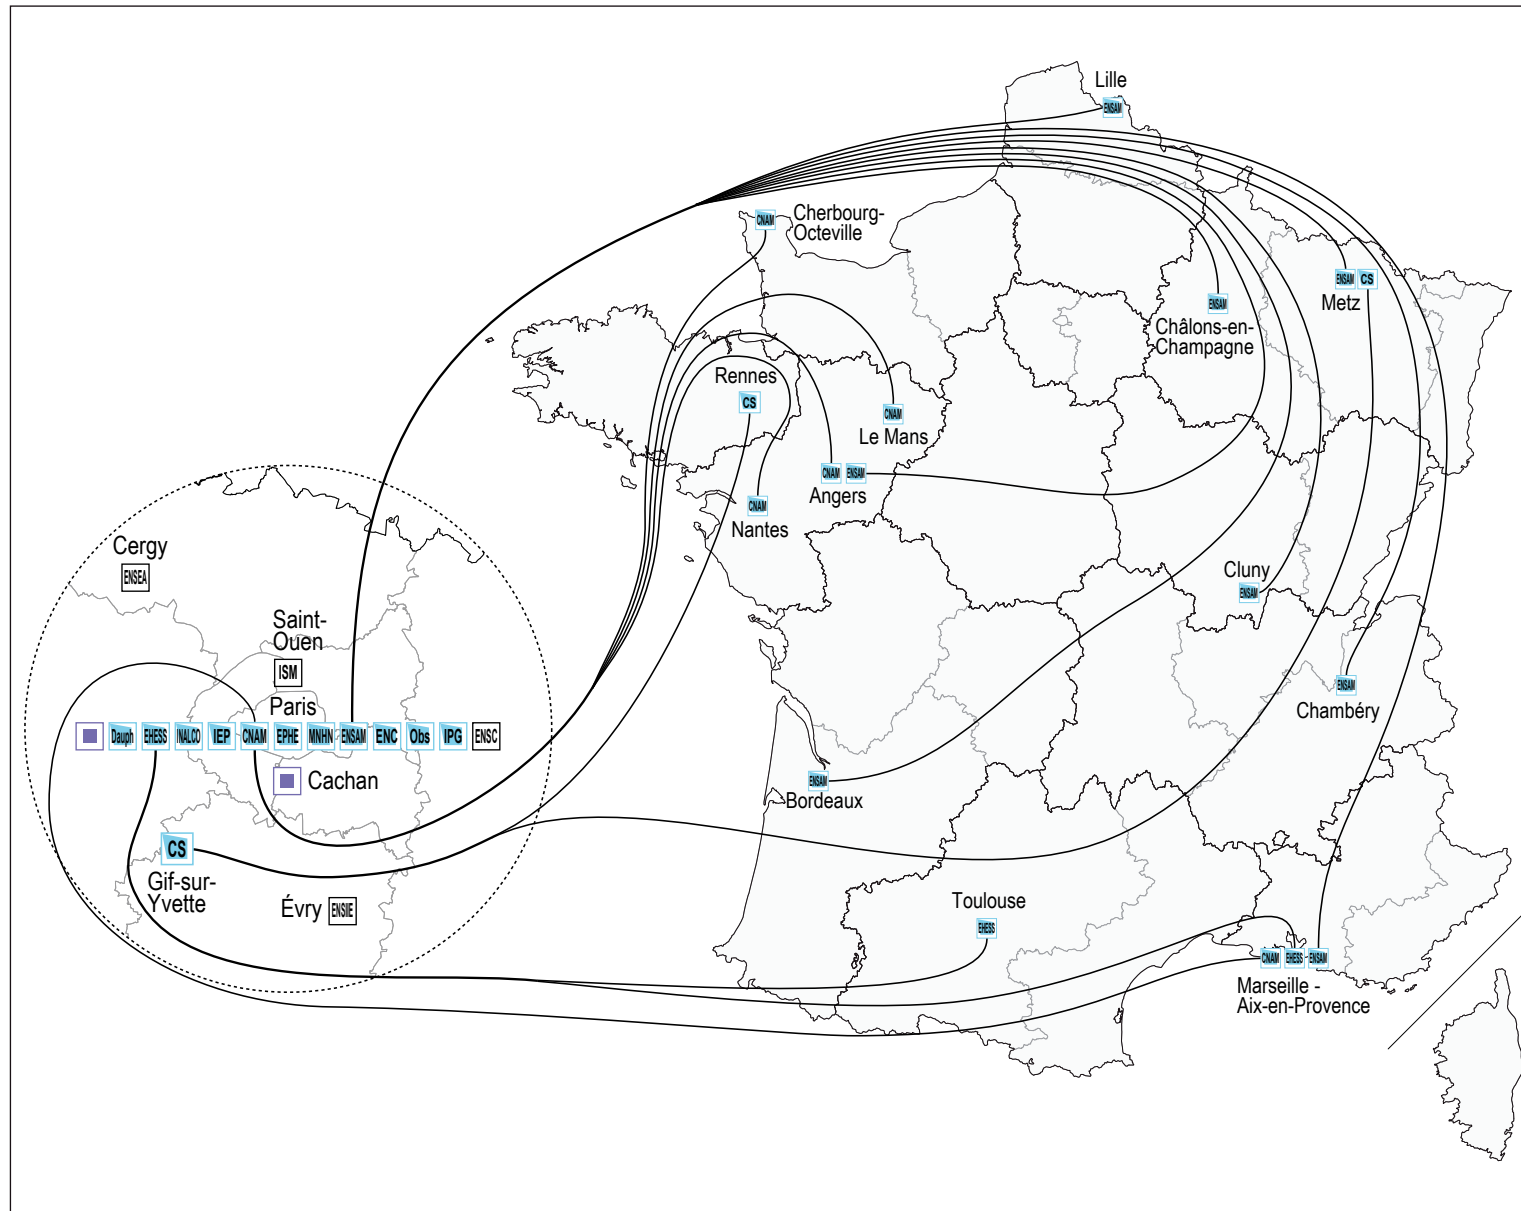 Lille
ENSAM
CNAM
Cherbourg-
Octeville
ENSAM CS
Metz
ENSAM
Châlons-en-
Champagne
Rennes
CS
CNAM
Le Mans
CNAM ENSAM
Angers
CNAM
Nantes
Cergy
ENSEA
Cluny
ENSAM
Saint-
Ouen
ISM
ENSAM
Chambéry
Paris
Dauph EHESS INALCO IEP CNAM EPHE MNHN ENSAM ENC Obs IPG ENSC
Cachan
ENSAM
Bordeaux
CS
Gif-sur-
Yvette
Évry ENSIIE
Toulouse
EHESS
CNAM EHESS ENSAM
Marseille -
Aix-en-Provence